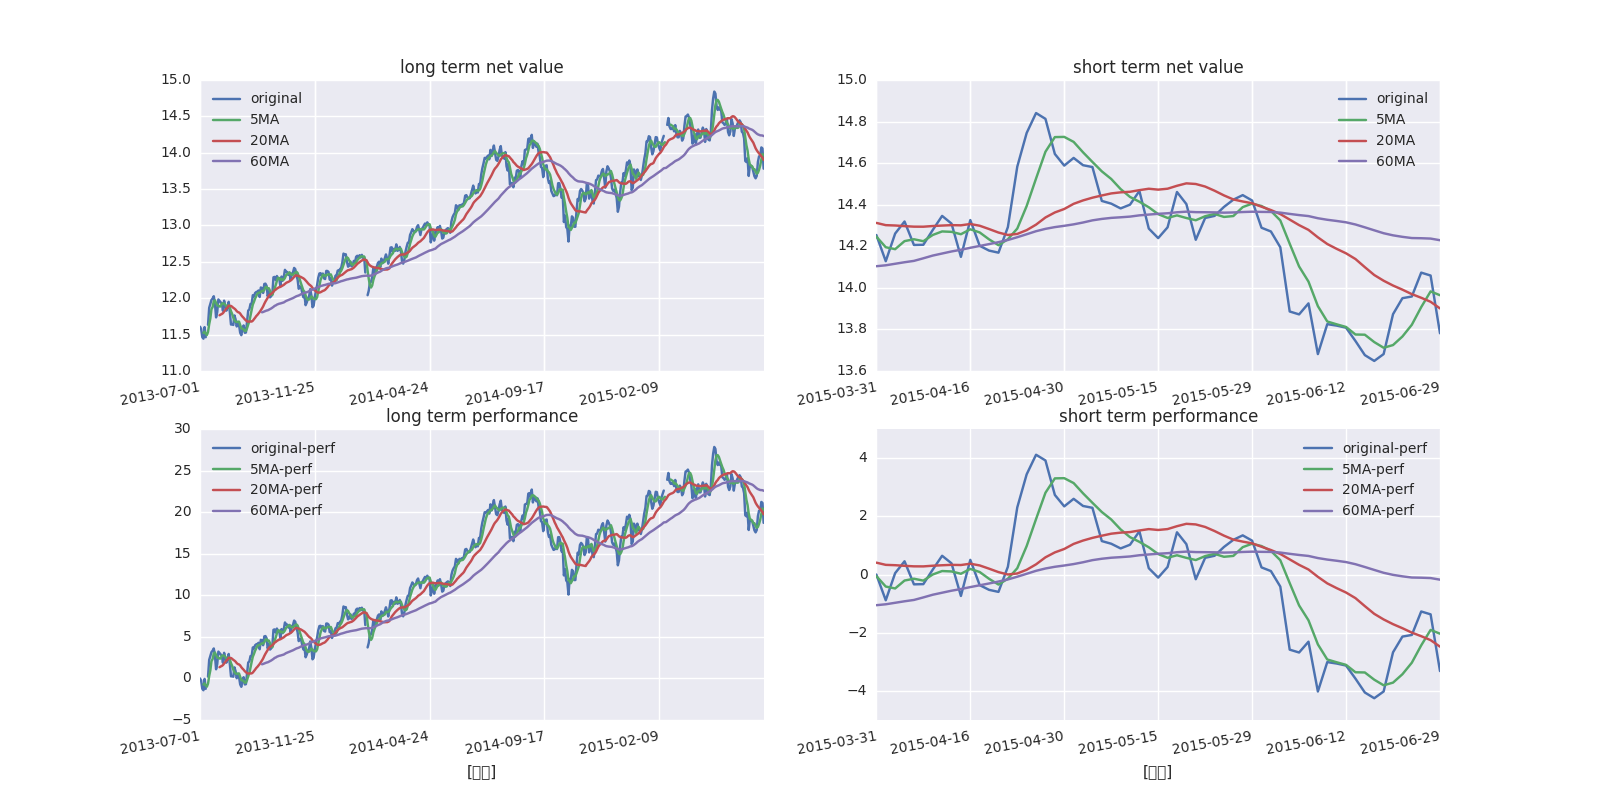 long term net value
15.0
14.5
14.0
13.5
13.0
12.5
12.0
11.5
11.0
original
5MA
20MA
60MA
2013-07-01
2013-11-25
2014-04-24
2014-09-17
2015-02-09
short term net value
15.0
14.8
14.6
14.4
14.2
14.0
13.8
13.6
original
5MA
20MA
60MA
2015-03-31
2015-04-16
2015-04-30
2015-05-15
2015-05-29
2015-06-12
2015-06-29
long term performance
30
25
20
15
10
5
0
−5
original-perf
5MA-perf
20MA-perf
60MA-perf
2013-07-01
2013-11-25
2014-04-24
2014-09-17
2015-02-09
short term performance
4
2
0
−2
−4
original-perf
5MA-perf
20MA-perf
60MA-perf
2015-03-31
2015-04-16
2015-04-30
2015-05-15
2015-05-29
2015-06-12
2015-06-29